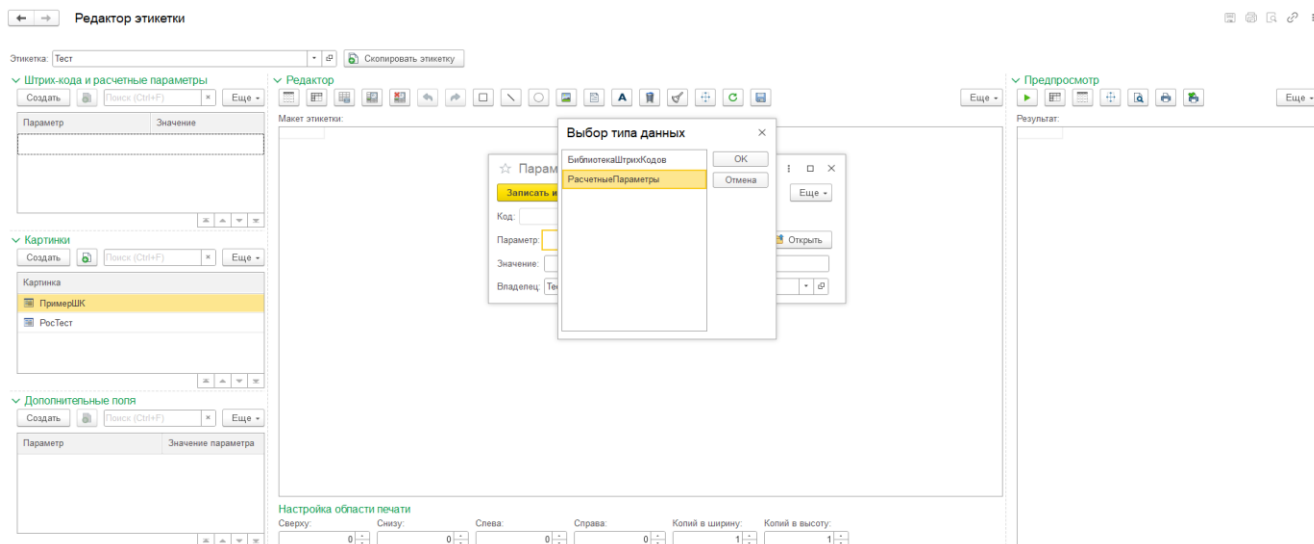 Редактор этикетки
Этикетка: Тест
Скопировать этикетку
Штрих-кода и расчетные параметры
Создать Поиск (Ctrl+F) × Еще
Параметр Значение
Картинки
Создать Поиск (Ctrl+F) × Еще
Картинка
ПримерШК
РосТест
Дополнительные поля
Создать Поиск (Ctrl+F) × Еще
Параметр Значение параметра
Редактор
Еще
Макет этикетки:
Парам
Записать и
Еще
Код:
Параметр: Открыть
Значение:
Владелец: Те
Выбор типа данных
БиблиотекаШтрихКодов
РасчетныеПараметры
OK
Отмена
Настройка области печати
Сверху: Снизу: Слева: Справа: Копий в ширину: Копий в высоту:
0 0 0 0 1 1
Предпросмотр
Еще
Результат: